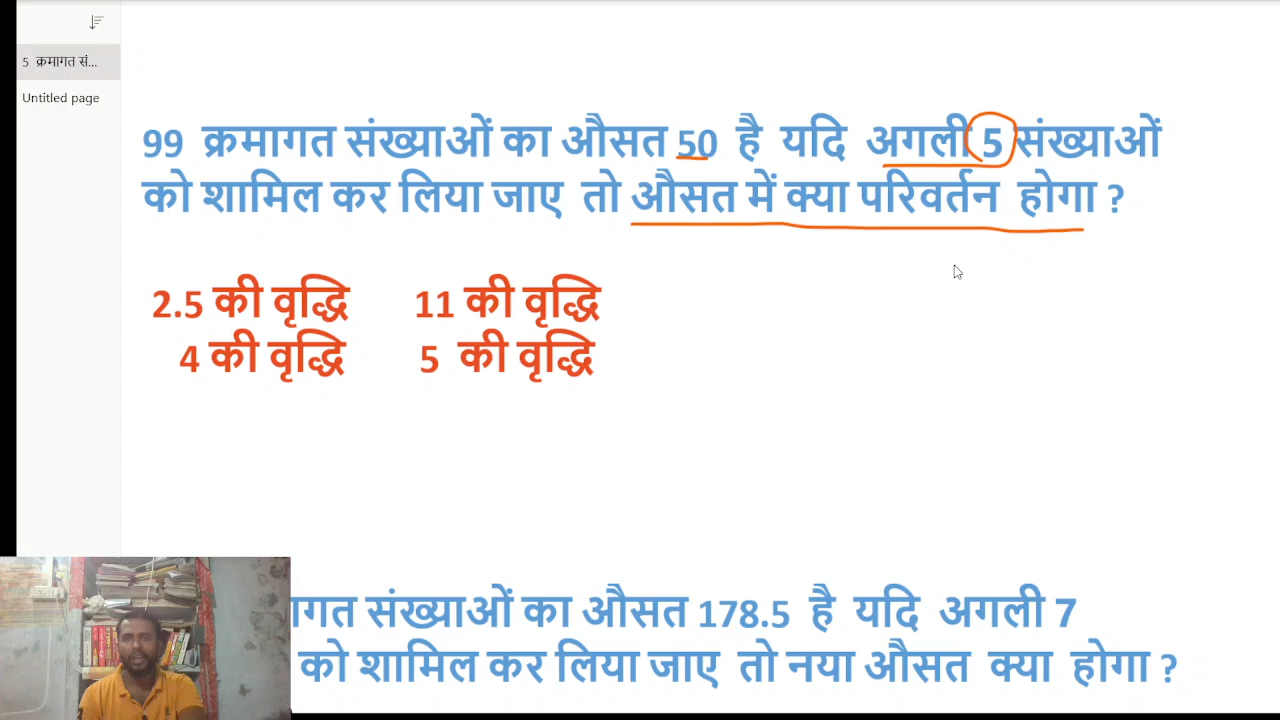 5 क्रमागत सं...
Untitled page
99 क्रमागत संख्याओं का औसत 50 है यदि अगली 5 संख्याओं
को शामिल कर लिया जाए तो औसत में क्या परिवर्तन होगा ?
2.5 की वृद्धि 11 की वृद्धि
4 की वृद्धि 5 की वृद्धि
संख्याओं का औसत 178.5 है यदि अगली 7
को शामिल कर लिया जाए तो नया औसत क्या होगा ?